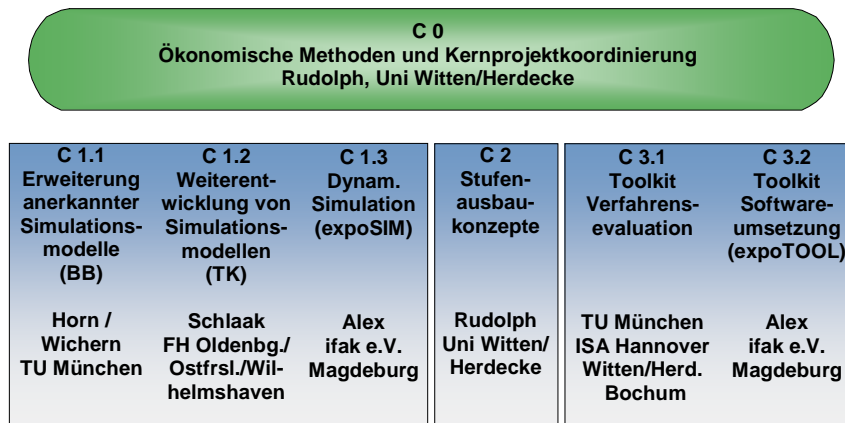 C 0
Ökonomische Methoden und Kernprojektkoordinierung
Rudolph, Uni Witten/Herdecke
C 1.1
Erweiterung
anerkannter
Simulations-
modelle
(BB)
Horn /
Wichern
TU München
C 1.2
Weiterent-
wicklung von
Simulations-
modellen
(TK)
Schlaak
FH Oldenbg./
Ostfrsl./Wil-
helmshaven
C 1.3
Dynam.
Simulation
(expoSIM)
Alex
ifak e.V.
Magdeburg
C 2
Stufen-
ausbau-
konzepte
Rudolph
Uni Witten/
Herdecke
C 3.1
Toolkit
Verfahrens-
evaluation
TU München
ISA Hannover
Witten/Herd.
Bochum
C 3.2
Toolkit
Software-
umsetzung
(expoTOOL)
Alex
ifak e.V.
Magdeburg